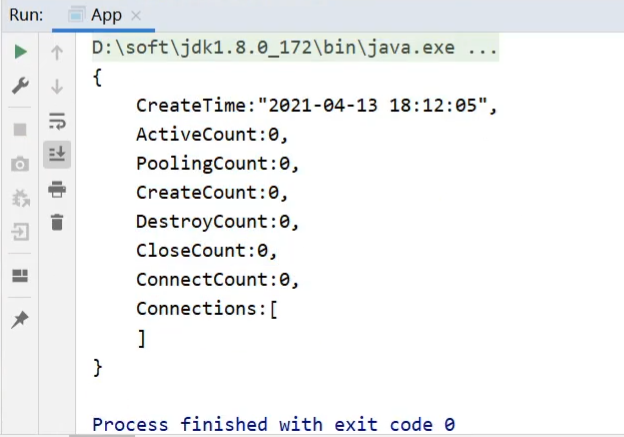 Run: App
D:\soft\jdk1.8.0_172\bin\java.exe ...
{
    CreateTime:"2021-04-13 18:12:05",
    ActiveCount:0,
    PoolingCount:0,
    CreateCount:0,
    DestroyCount:0,
    CloseCount:0,
    ConnectCount:0,
    Connections:[
    ]
}
Process finished with exit code 0